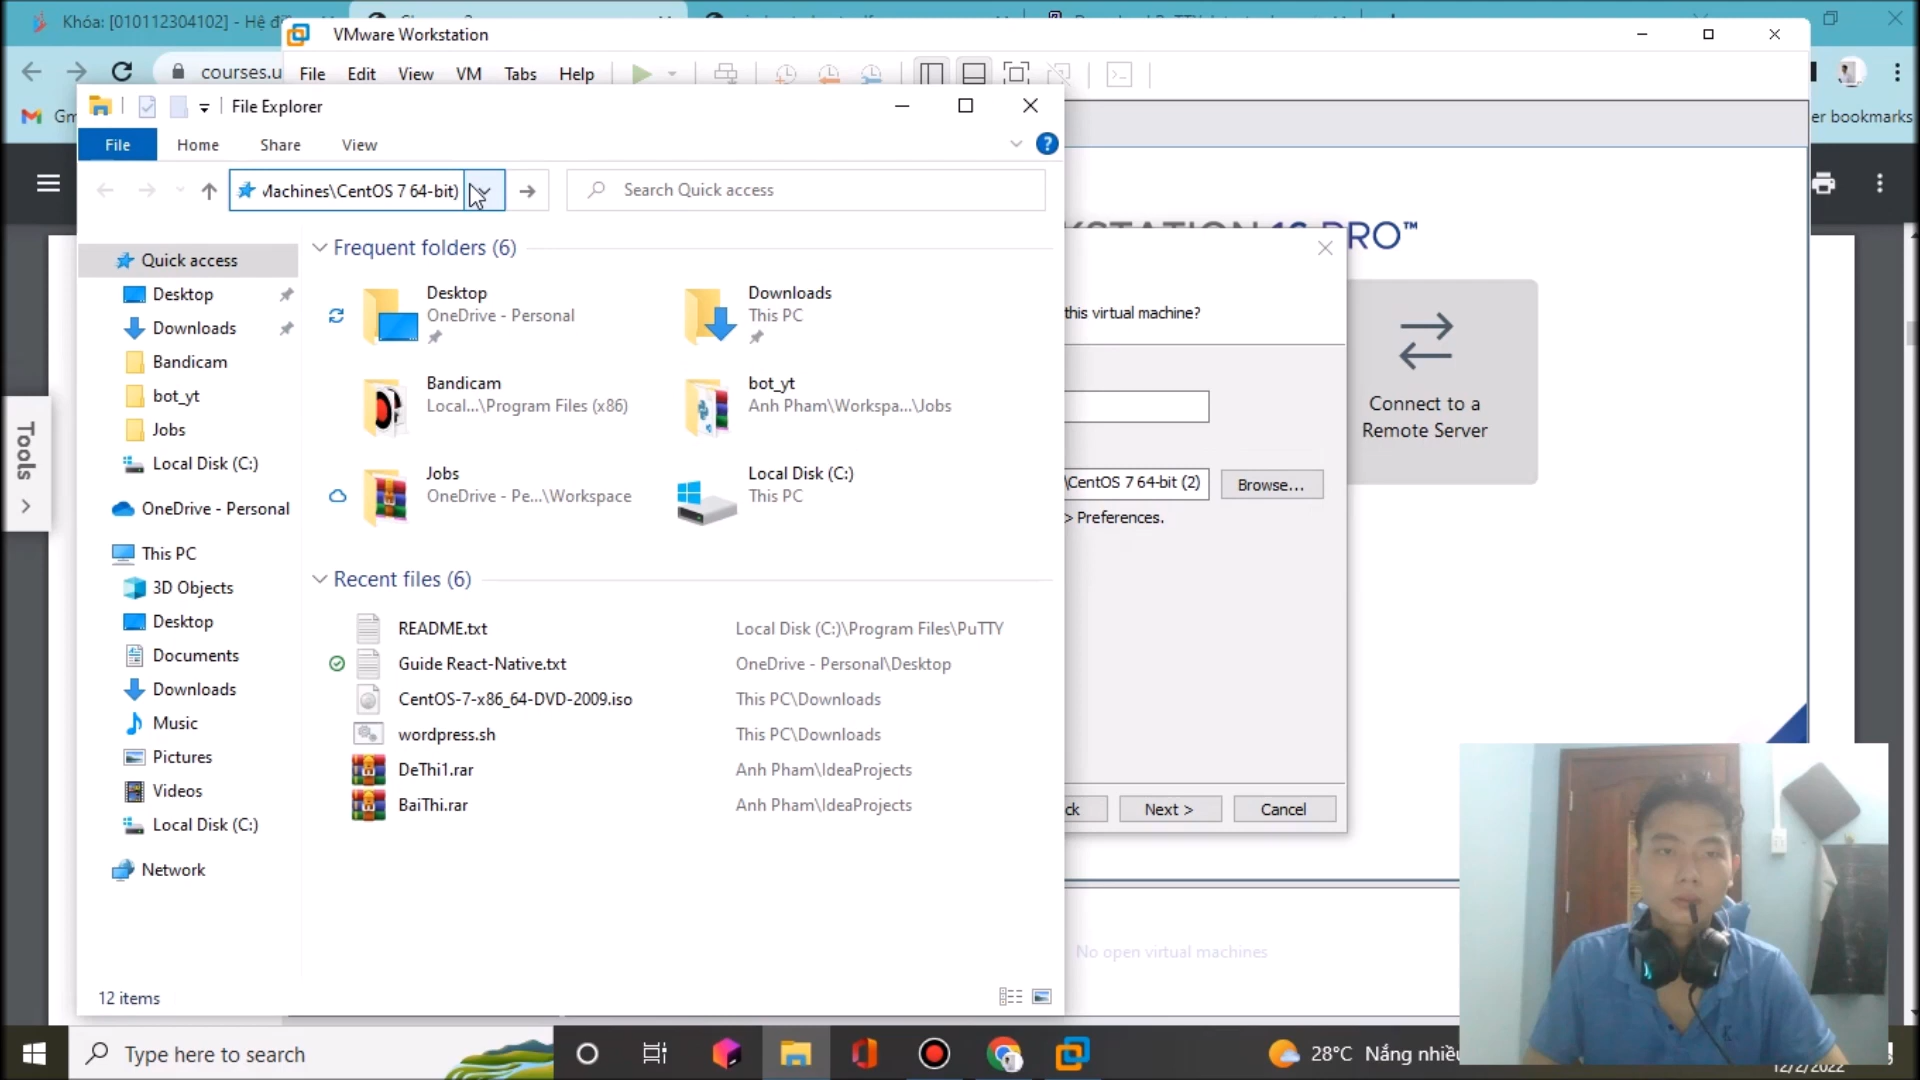 Khóa: [010112304102] - Hệ đi
VMware Workstation
courses.u
File Edit View VM Tabs Help
er bookmarks
File Explorer
File Home Share View
Machines\CentOS 7 64-bit)
Search Quick access
Quick access
Desktop
Downloads
Bandicam
bot_yt
Jobs
Local Disk (C:)
OneDrive - Personal
This PC
3D Objects
Desktop
Documents
Downloads
Music
Pictures
Videos
Local Disk (C:)
Network
Frequent folders (6)
Desktop
OneDrive - Personal
Downloads
This PC
Bandicam
Local...\Program Files (x86)
bot_yt
Anh Pham\Workspa...\Jobs
Jobs
OneDrive - Pe...\Workspace
Local Disk (C:)
This PC
Recent files (6)
README.txt Local Disk (C:)\Program Files\PuTTY
Guide React-Native.txt OneDrive - Personal\Desktop
CentOS-7-x86_64-DVD-2009.iso This PC\Downloads
wordpress.sh This PC\Downloads
DeThi1.rar Anh Pham\IdeaProjects
BaiThi.rar Anh Pham\IdeaProjects
12 items
Tools
PRO™
this virtual machine?
\CentOS 7 64-bit (2)
Browse...
> Preferences.
ck Next > Cancel
Connect to a
Remote Server
No open virtual machines
Type here to search
28°C Nắng nhiề
12/2/2022